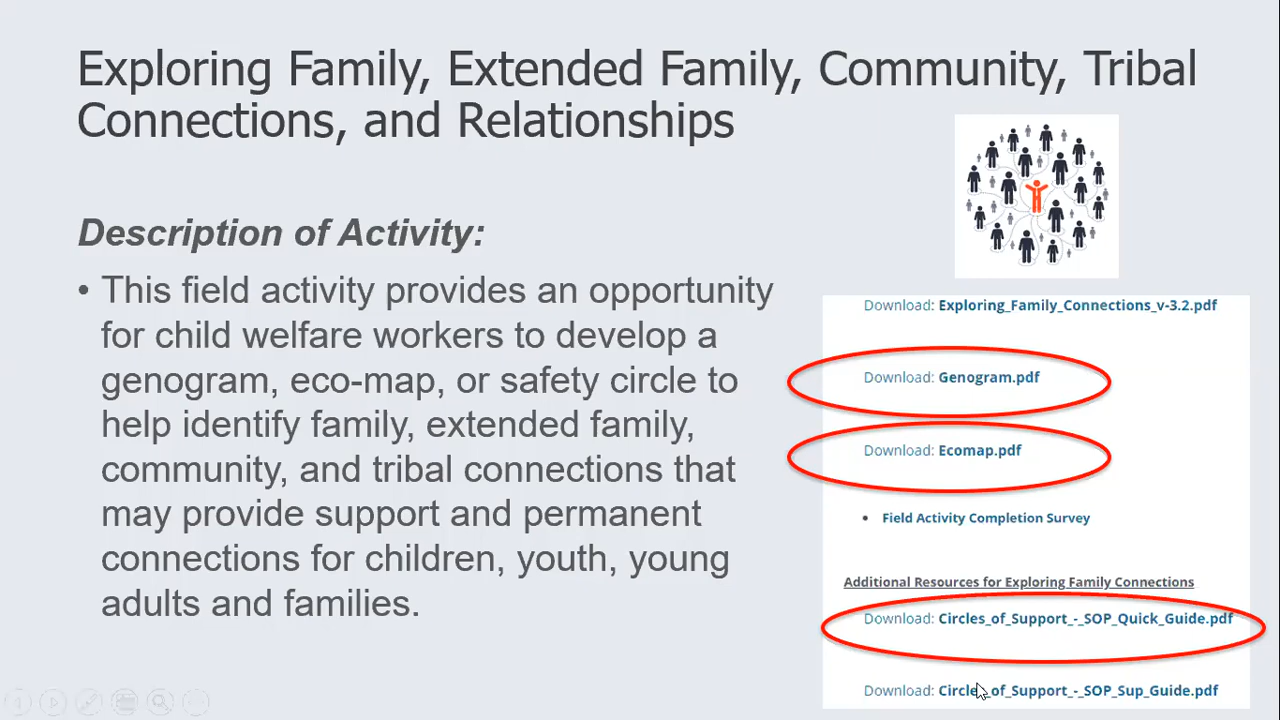 Exploring Family, Extended Family, Community, Tribal
Connections, and Relationships
Description of Activity:
• This field activity provides an opportunity
for child welfare workers to develop a
genogram, eco-map, or safety circle to
help identify family, extended family,
community, and tribal connections that
may provide support and permanent
connections for children, youth, young
adults and families.
Download: Exploring_Family_Connections_v-3.2.pdf
Download: Genogram.pdf
Download: Ecomap.pdf
• Field Activity Completion Survey
Additional Resources for Exploring Family Connections
Download: Circles_of_Support_-_SOP_Quick_Guide.pdf
Download: Circles_of_Support_-_SOP_Sup_Guide.pdf